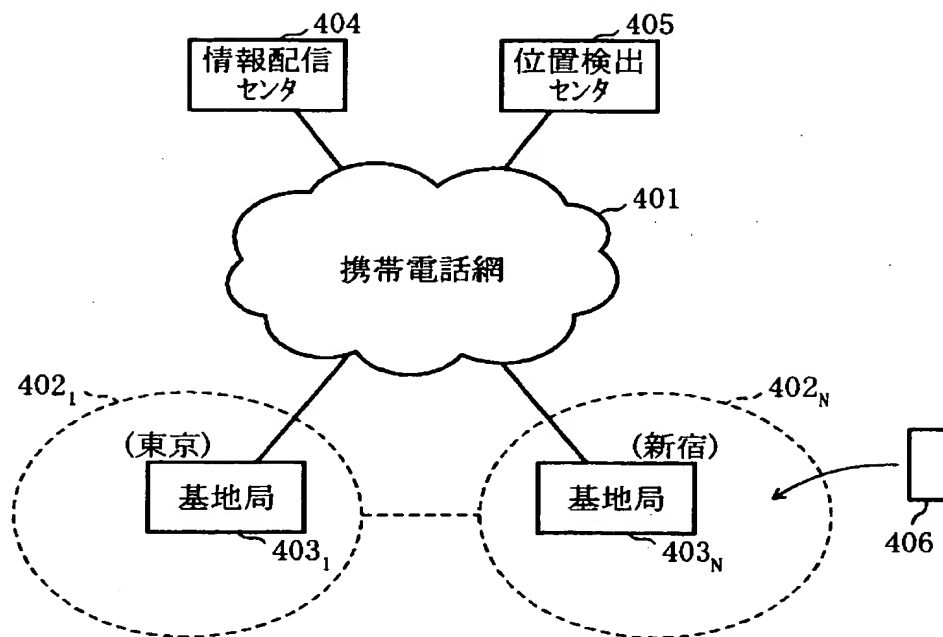 404
情報配信
センタ
405
位置検出
センタ
401
携帯電話網
402₁
(東京)
基地局
403₁
402N
(新宿)
基地局
403N
406